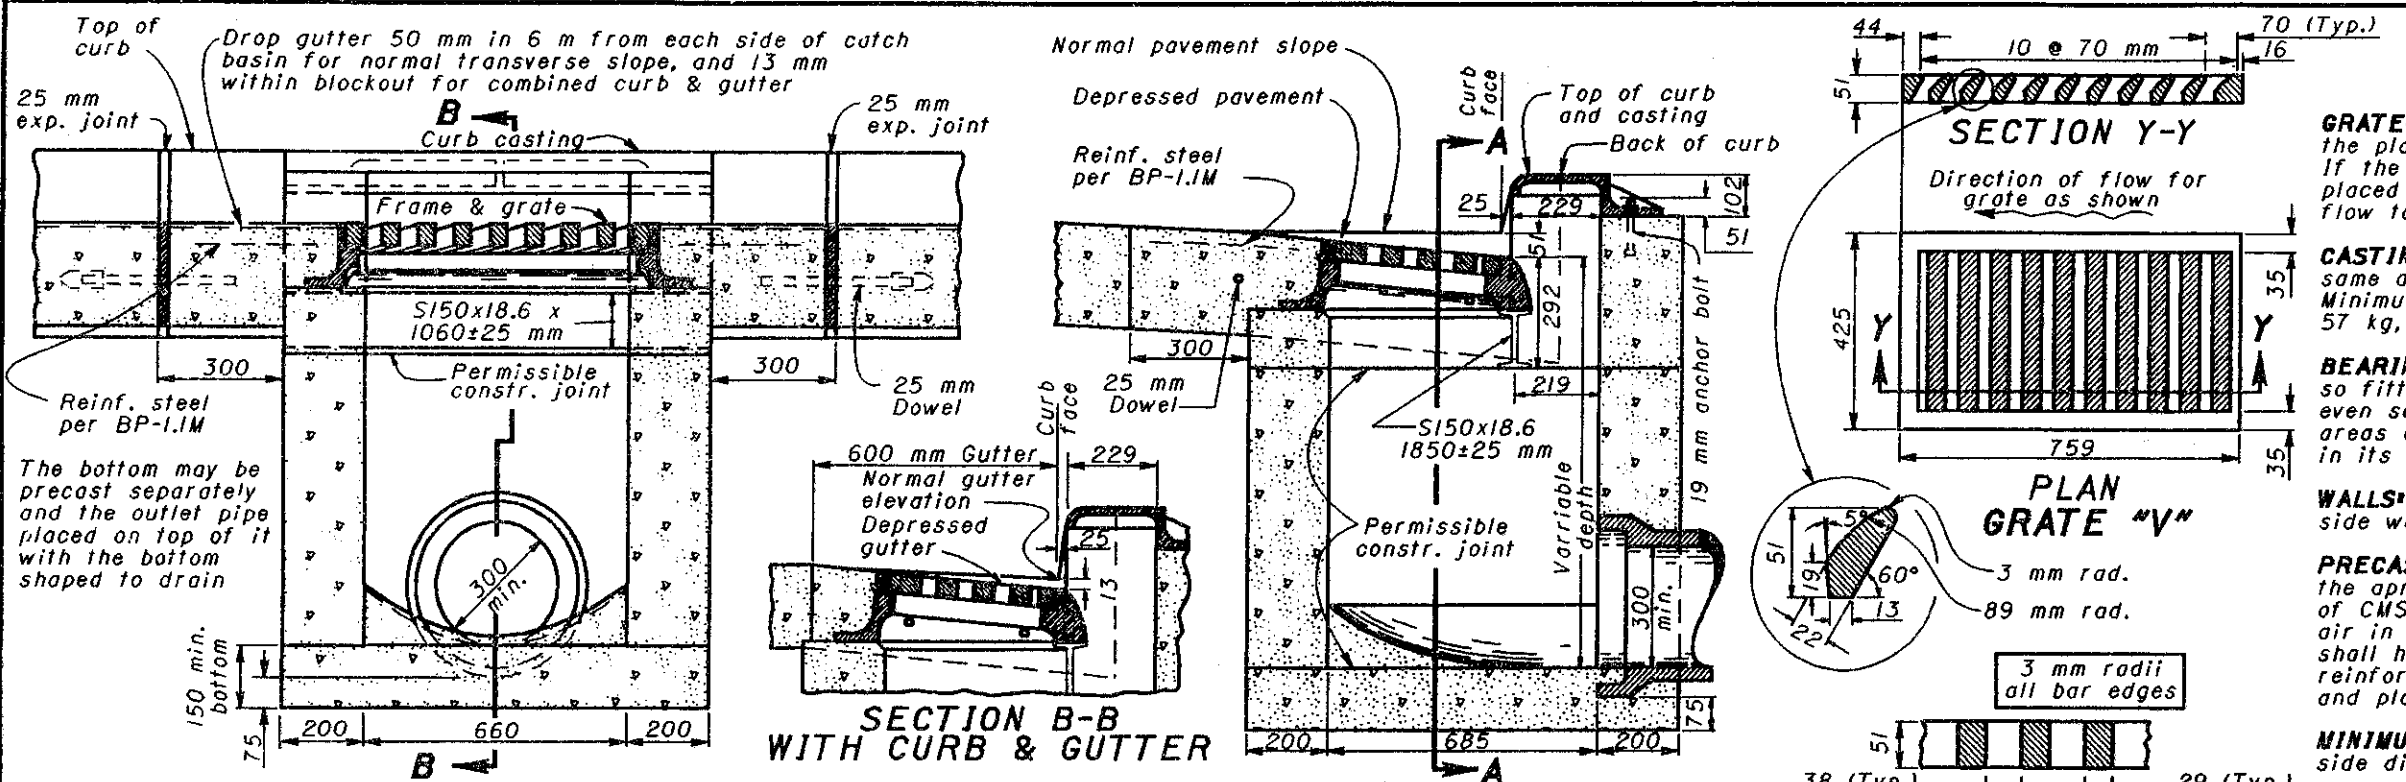 Top of
curb
Drop gutter 50 mm in 6 m from each side of catch
basin for normal transverse slope, and 13 mm
within blockout for combined curb & gutter
25 mm
exp. joint
B
25 mm
exp. joint
Curb casting
Frame & grate
S150x18.6 x
1060±25 mm
300
300
Permissible
constr. joint
25 mm
Dowel
Reinf. steel
per BP-1.1M
The bottom may be
precast separately
and the outlet pipe
placed on top of it
with the bottom
shaped to drain
300
min.
150 min.
bottom
75
200
660
200
B
Curb
face
600 mm Gutter
229
Normal gutter
elevation
Depressed
gutter
25
13
SECTION B-B
WITH CURB & GUTTER
Normal pavement slope
Depressed pavement
Reinf. steel
per BP-1.1M
Curb
face
A
Top of curb
and casting
Back of curb
102
25
229
51
51
292
300
25 mm
Dowel
219
S150x18.6
1850±25 mm
19 mm anchor bolt
Varriable
depth
Permissible
constr. joint
300
min.
75
200
685
200
A
44
70 (Typ.)
10 @ 70 mm
16
51
SECTION Y-Y
Direction of flow for
grate as shown
35
425
Y
Y
759
35
PLAN
GRATE "V"
5°
51
19
60°
3 mm rad.
89 mm rad.
13
22
3 mm radii
all bar edges
51
38 (Typ.)
29 (Typ.)
GRATE
the pla
If the
placed
flow to
CASTIN
same a
Minimu
57 kg,
BEARIN
so fitt
even se
areas
in its
WALLS
side wa
PRECAS
the apr
of CMS
air in
shall h
reinfor
and pla
MINIMU
side di